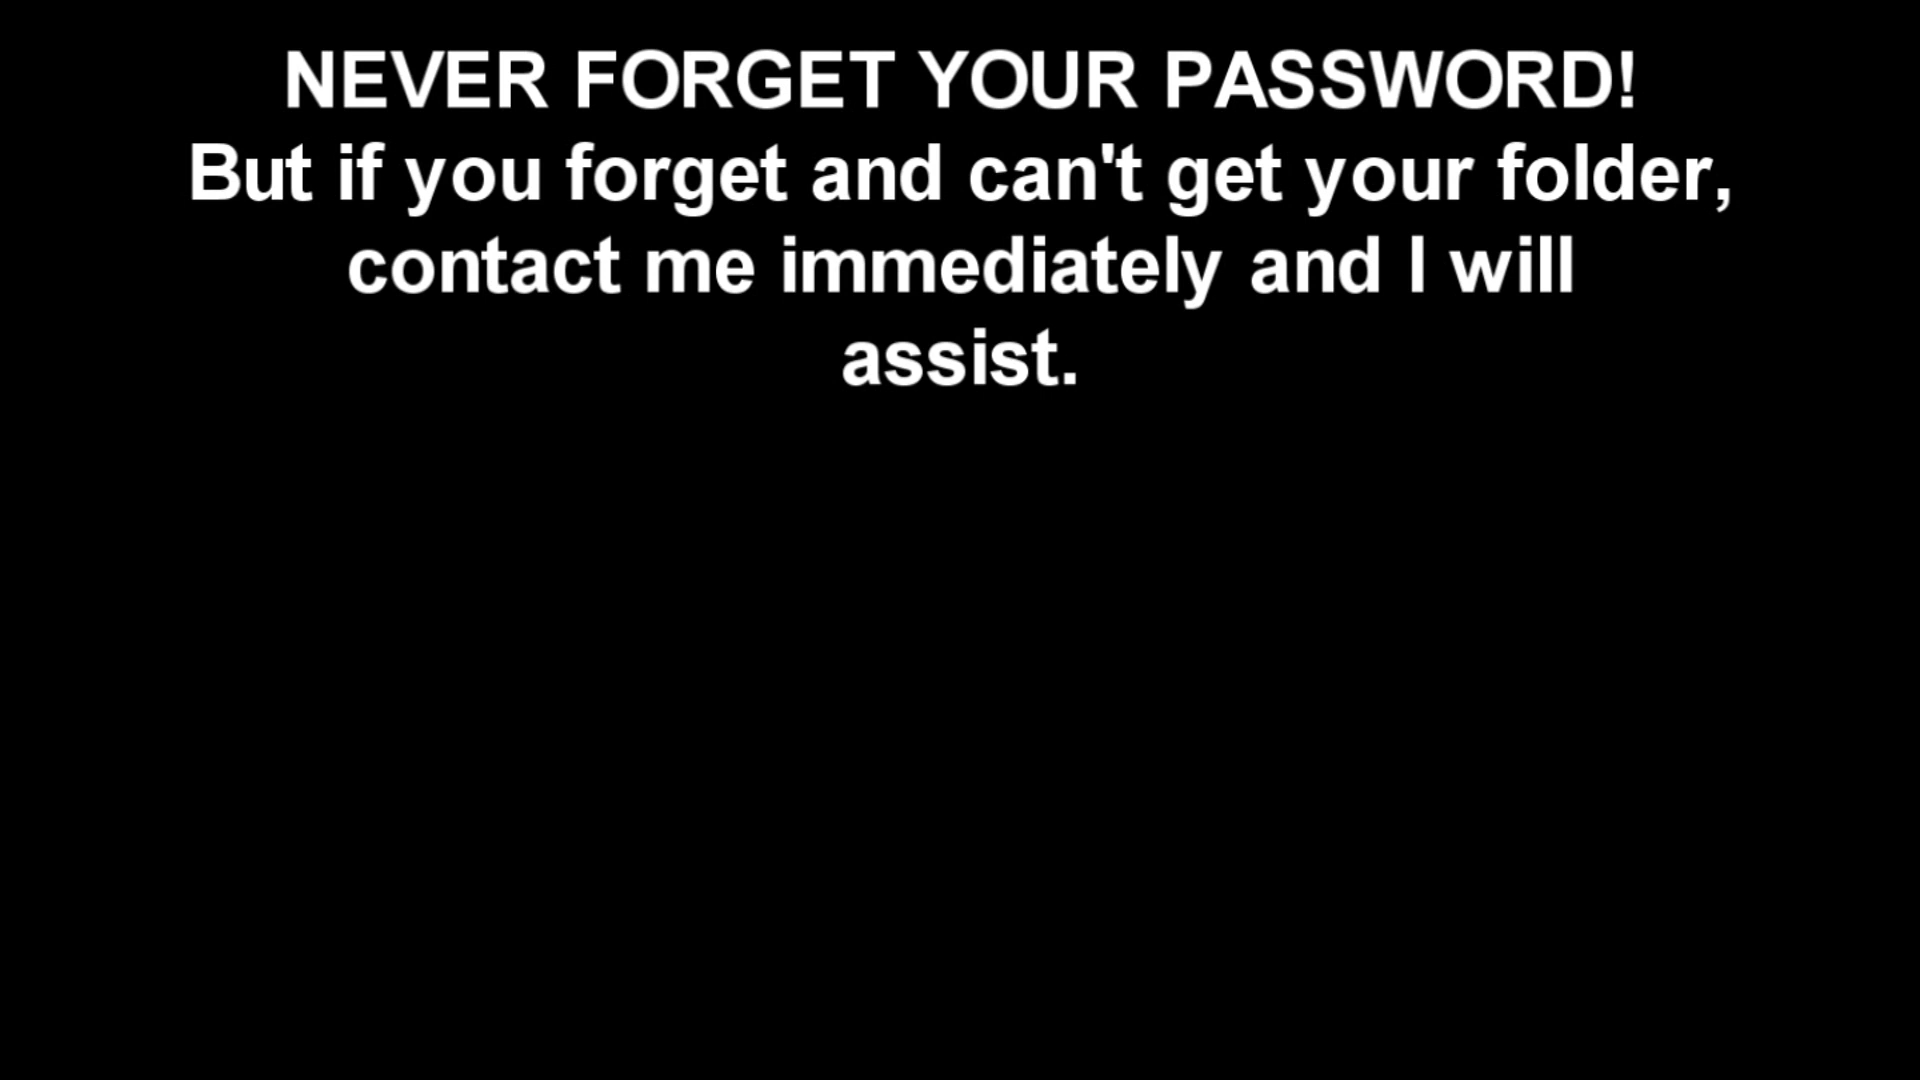 NEVER FORGET YOUR PASSWORD!
But if you forget and can't get your folder,
contact me immediately and I will
assist.